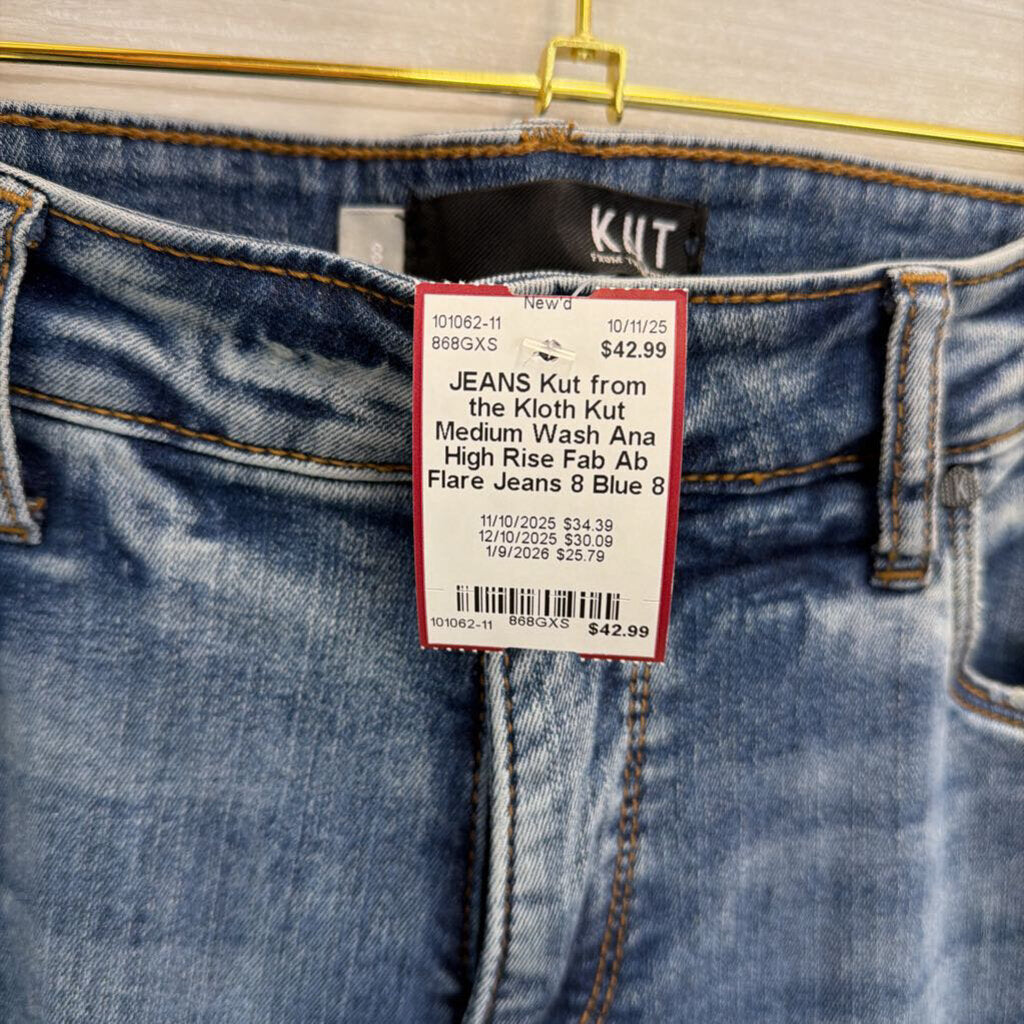 KUT
FROM
8
New'd
101062-11 10/11/25
868GXS $42.99
JEANS Kut from
the Kloth Kut
Medium Wash Ana
High Rise Fab Ab
Flare Jeans 8 Blue 8
11/10/2025 $34.39
12/10/2025 $30.09
1/9/2026 $25.79
101062-11 868GXS $42.99